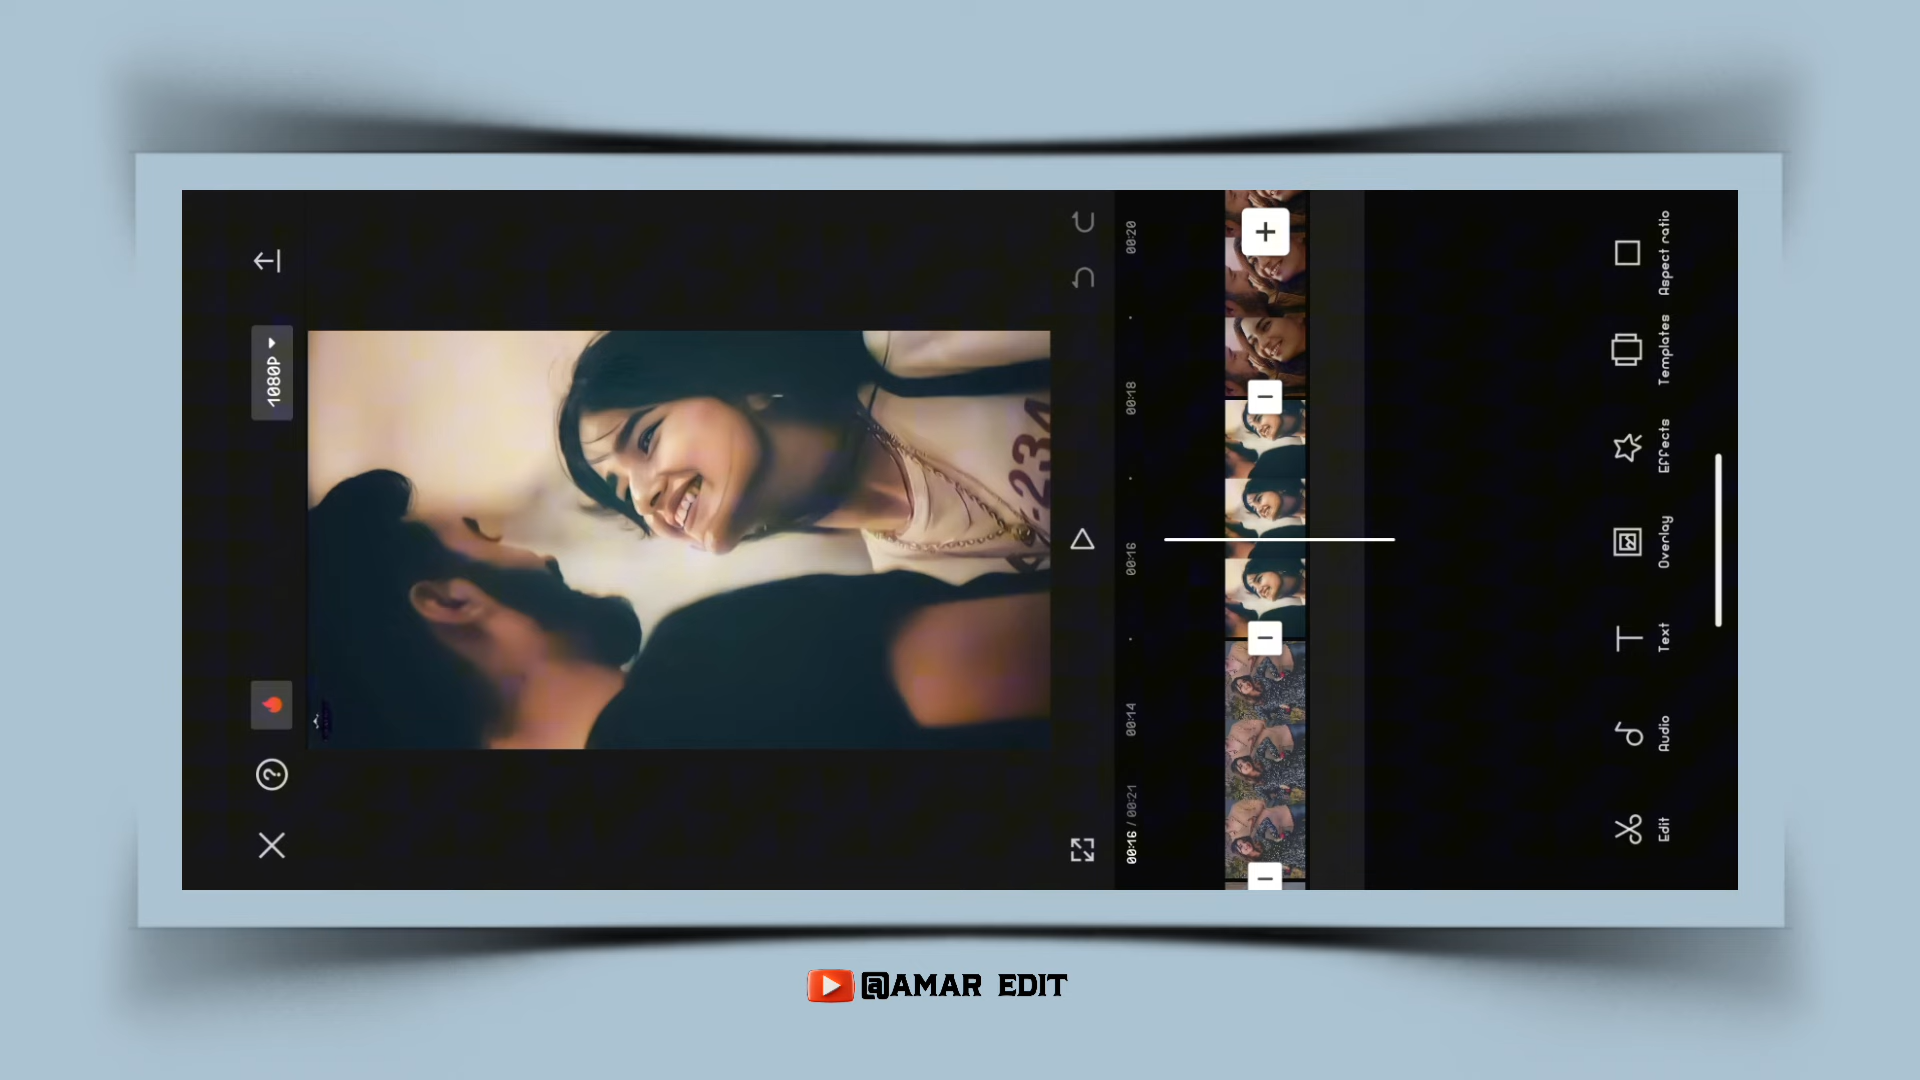 1080P
00:16 / 00:21
00:14
00:16
00:18
00:20
Edit
Audio
Text
Overlay
Effects
Templates
Aspect ratio
@AMAR EDIT